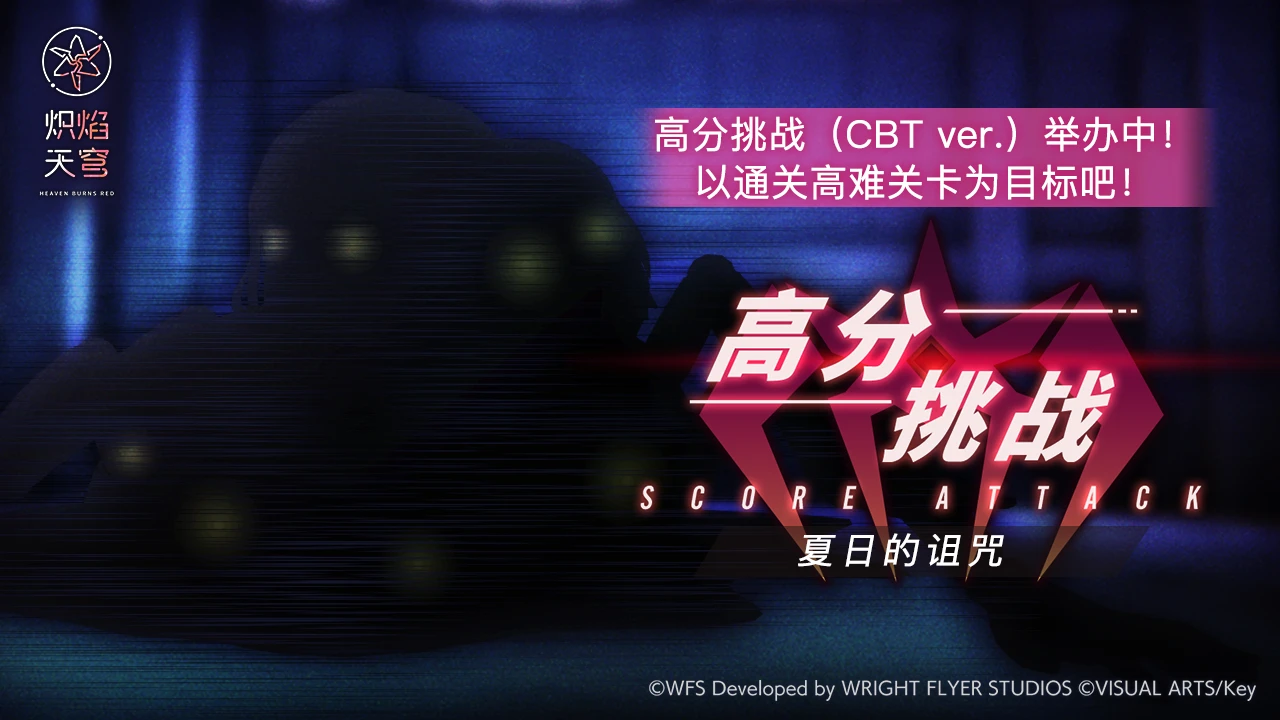 炽焰
天穹
HEAVEN BURNS RED
高分挑战（CBT ver.）举办中！
以通关高难关卡为目标吧！
高分
挑战
SCORE ATTACK
夏日的诅咒
©WFS Developed by WRIGHT FLYER STUDIOS ©VISUAL ARTS/Key